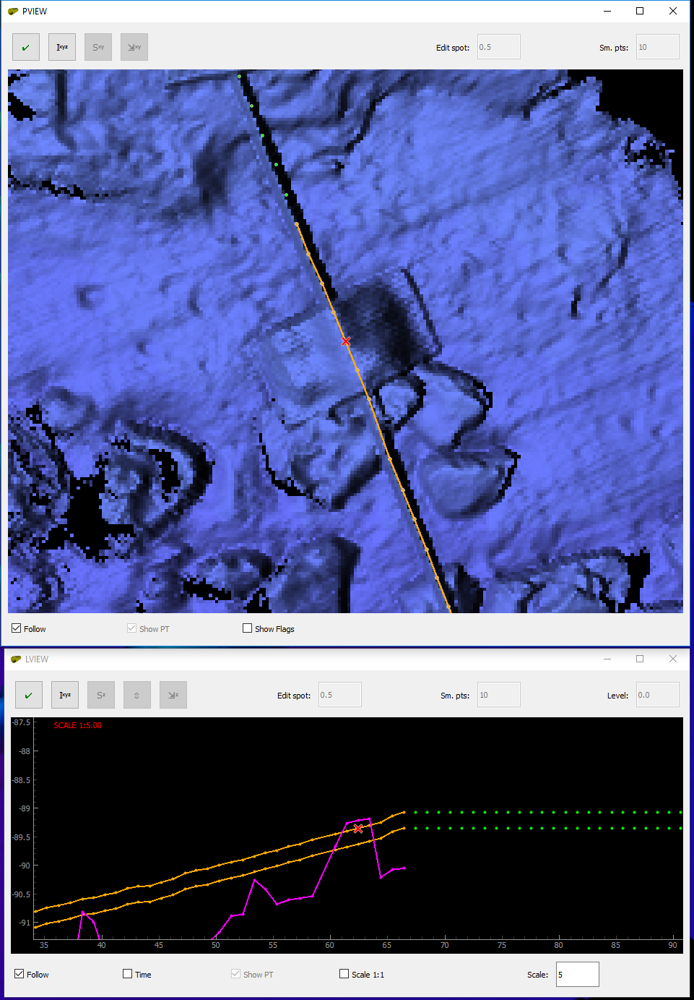 PVIEW
✓ Ixyz Sxy xy Edit spot: 0.5 Sm. pts: 10
Follow Show PT Show Flags
LVIEW
✓ Ixyz Sz z Edit spot: 0.5 Sm. pts: 10 Level: 0.0
SCALE 1:5.00
-87.5
-88
-88.5
-89
-89.5
-90
-90.5
-91
35 40 45 50 55 60 65 70 75 80 85 90
Follow Time Show PT Scale 1:1 Scale: 5